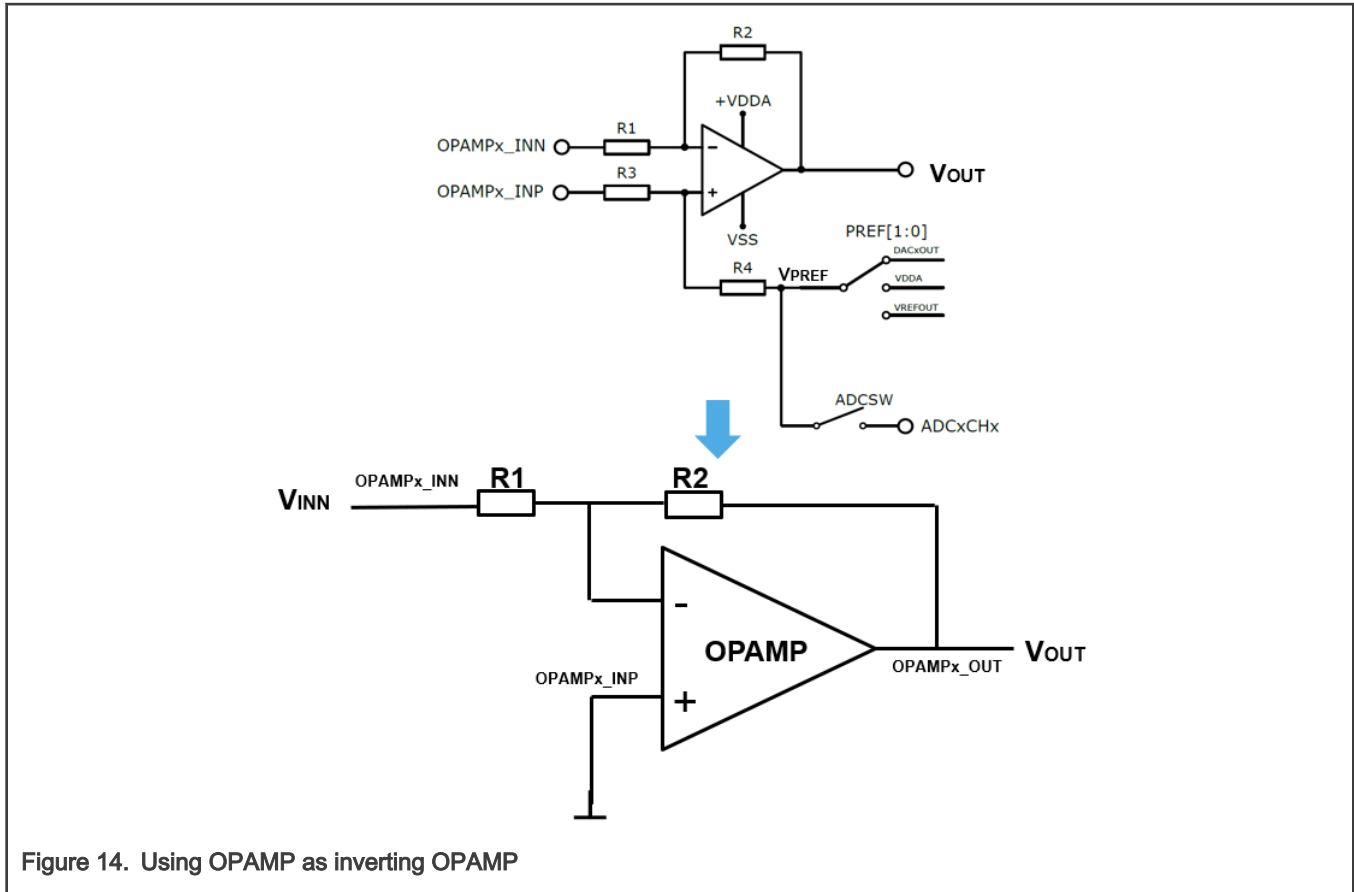 R2
+VDDA
OPAMPx_INN
R1
-
VOUT
OPAMPx_INP
R3
+
VSS
PREF[1:0]
DACxOUT
R4
VPREF
VDDA
VREFOUT
ADCSW
ADCxCHx
VINN
OPAMPx_INN
R1
R2
-
OPAMP
VOUT
OPAMPx_OUT
OPAMPx_INP
+
Figure 14. Using OPAMP as inverting OPAMP